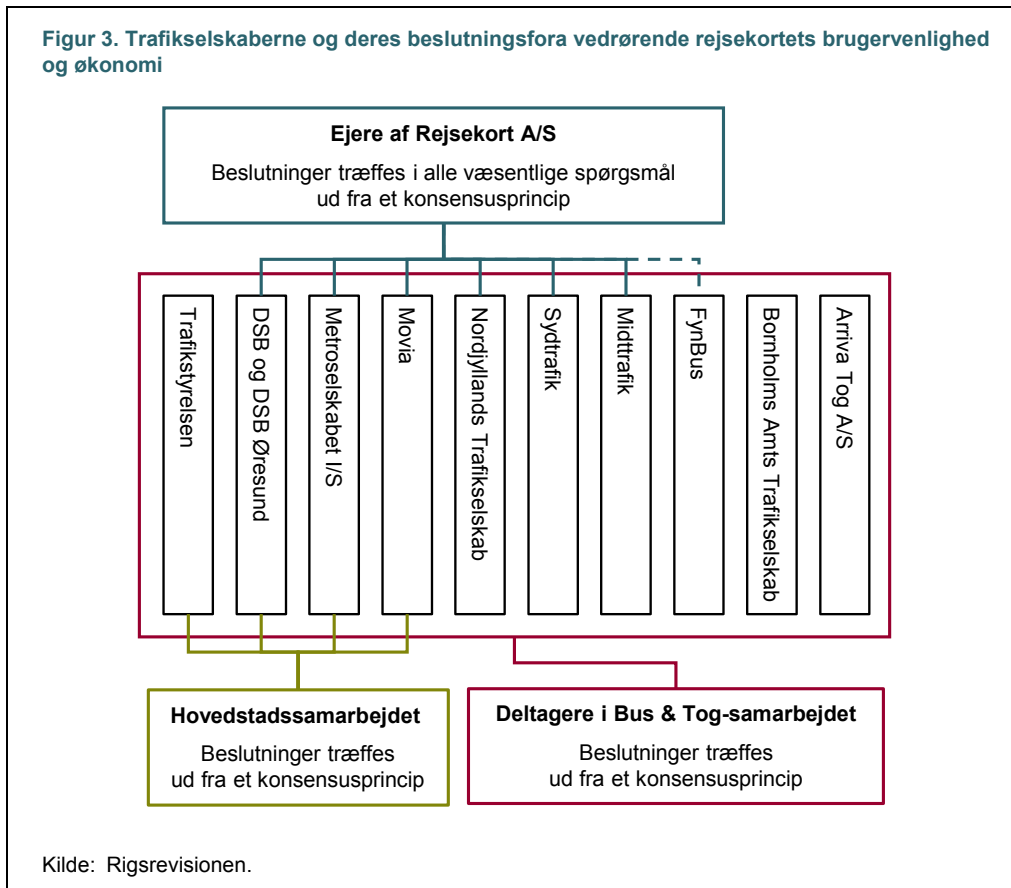 Figur 3. Trafikselskaberne og deres beslutningsfora vedrørende rejsekortets brugervenlighed
og økonomi
Ejere af Rejsekort A/S
Beslutninger træffes i alle væsentlige spørgsmål
ud fra et konsensusprincip
Trafikstyrelsen
DSB og DSB Øresund
Metroselskabet I/S
Movia
Nordjyllands Trafikselskab
Sydtrafik
Midttrafik
FynBus
Bornholms Amts Trafikselskab
Arriva Tog A/S
Hovedstadssamarbejdet
Beslutninger træffes
ud fra et konsensusprincip
Deltagere i Bus & Tog-samarbejdet
Beslutninger træffes
ud fra et konsensusprincip
Kilde: Rigsrevisionen.